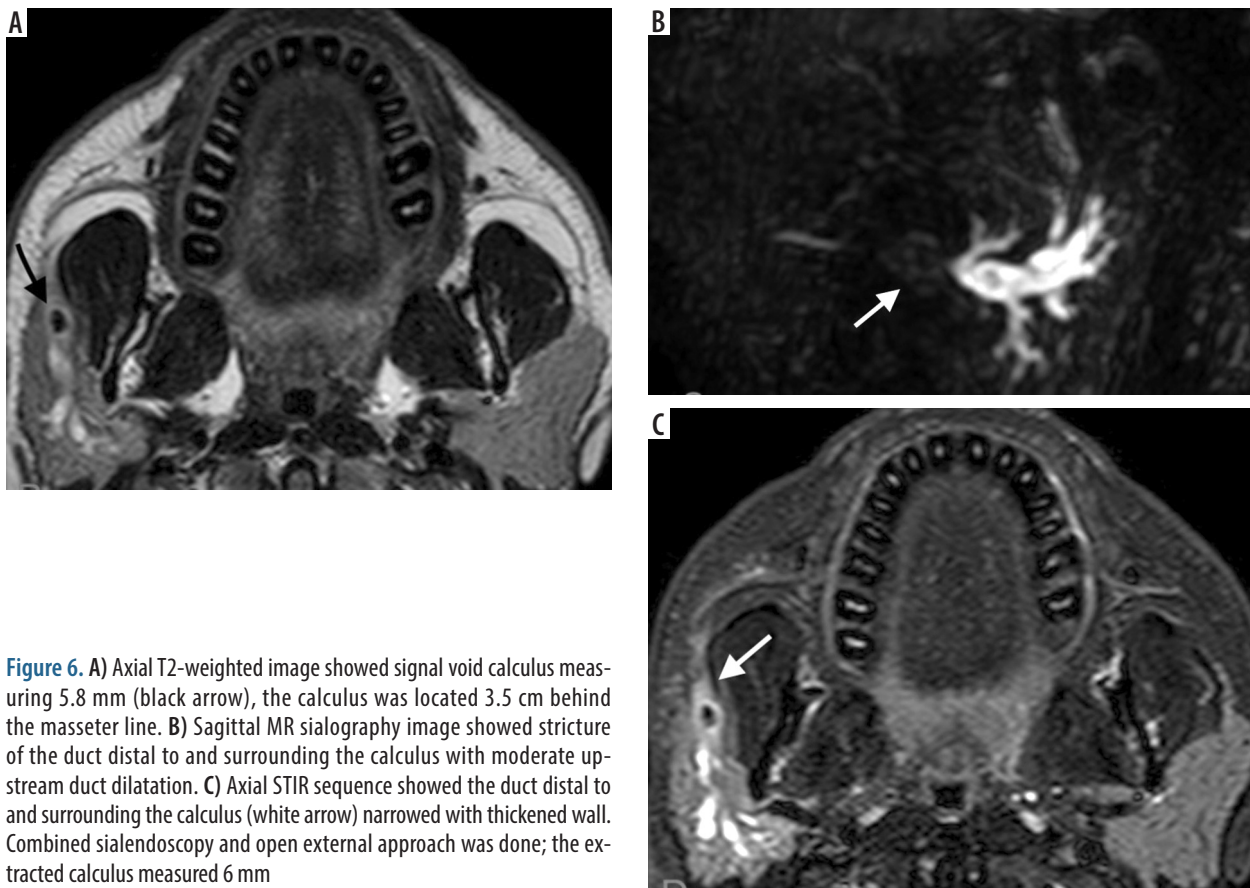 A
B
C
Figure 6. A) Axial T2-weighted image showed signal void calculus meas-
uring 5.8 mm (black arrow), the calculus was located 3.5 cm behind
the masseter line. B) Sagittal MR sialography image showed stricture
of the duct distal to and surrounding the calculus with moderate up-
stream duct dilatation. C) Axial STIR sequence showed the duct distal to
and surrounding the calculus (white arrow) narrowed with thickened wall.
Combined sialendoscopy and open external approach was done; the ex-
tracted calculus measured 6 mm